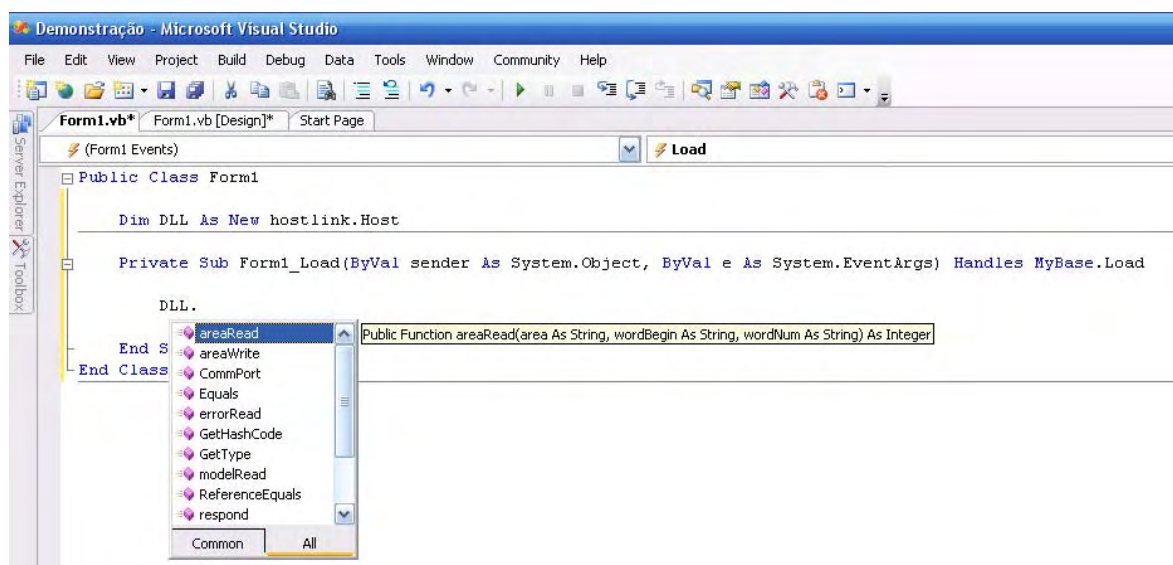 Demonstração - Microsoft Visual Studio
File Edit View Project Build Debug Data Tools Window Community Help
Form1.vb* Form1.vb [Design]* Start Page
(Form1 Events) Load
Server Explorer
Toolbox
Public Class Form1
Dim DLL As New hostlink.Host
Private Sub Form1_Load(ByVal sender As System.Object, ByVal e As System.EventArgs) Handles MyBase.Load
DLL.
areaRead Public Function areaRead(area As String, wordBegin As String, wordNum As String) As Integer
End S areaWrite
End Class CommPort
Equals
errorRead
GetHashCode
GetType
modelRead
ReferenceEquals
respond
Common All